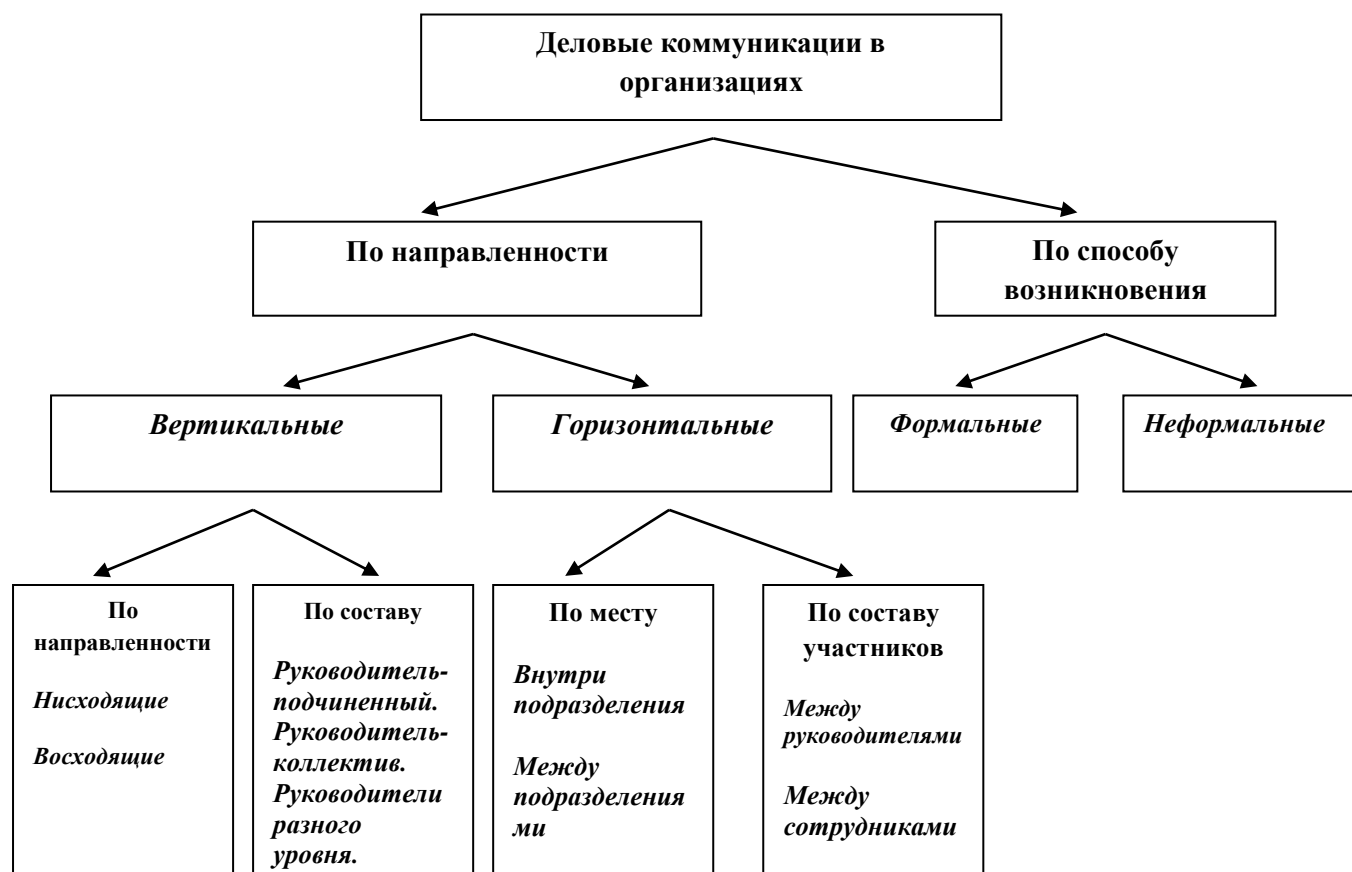 Деловые коммуникации в
организациях
По направленности
По способу
возникновения
Вертикальные
Горизонтальные
Формальные
Неформальные
По
направленности
Нисходящие
Восходящие
По составу
Руководитель-
подчиненный.
Руководитель-
коллектив.
Руководители
разного
уровня.
По месту
Внутри
подразделения
Между
подразделения
ми
По составу
участников
Между
руководителями
Между
сотрудниками